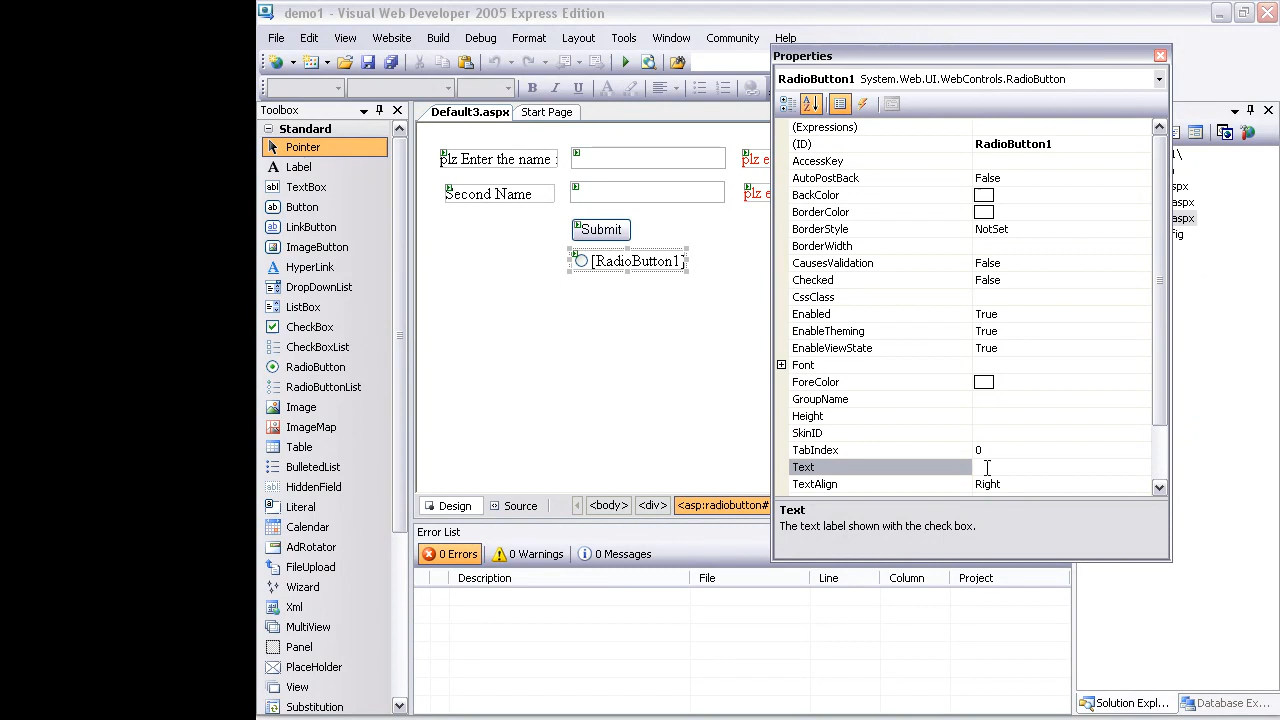 demo1 - Visual Web Developer 2005 Express Edition
File Edit View Website Build Debug Format Layout Tools Window Community Help
Toolbox
Standard
Pointer
Label
TextBox
Button
LinkButton
ImageButton
HyperLink
DropDownList
ListBox
CheckBox
CheckBoxList
RadioButton
RadioButtonList
Image
ImageMap
Table
BulletedList
HiddenField
Literal
Calendar
AdRotator
FileUpload
Wizard
Xml
MultiView
Panel
PlaceHolder
View
Substitution
Default3.aspx Start Page
plz Enter the name :
plz e
Second Name
plz e
Submit
[RadioButton1]
Design Source <body> <div> <asp:radiobutton#
Error List
0 Errors 0 Warnings 0 Messages
Description File Line Column Project
Properties
RadioButton1 System.Web.UI.WebControls.RadioButton
(Expressions)
(ID) RadioButton1
AccessKey
AutoPostBack False
BackColor
BorderColor
BorderStyle NotSet
BorderWidth
CausesValidation False
Checked False
CssClass
Enabled True
EnableTheming True
EnableViewState True
Font
ForeColor
GroupName
Height
SkinID
TabIndex 0
Text
TextAlign Right
Text
The text label shown with the check box.
Solution Expl... Database Ex...